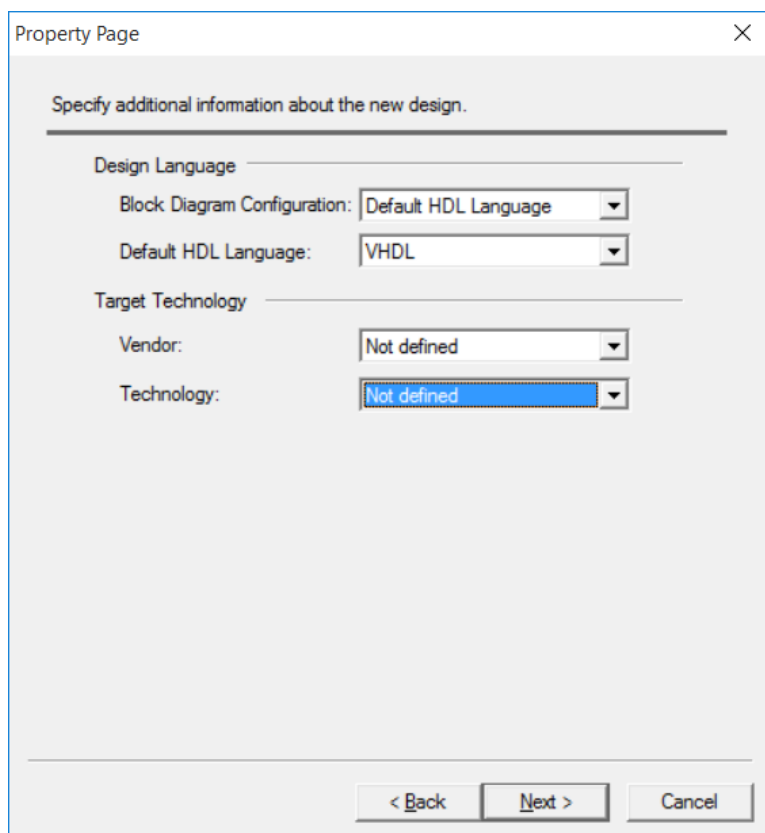 Property Page
Specify additional information about the new design.
Design Language
Block Diagram Configuration: Default HDL Language
Default HDL Language: VHDL
Target Technology
Vendor: Not defined
Technology: Not defined
< Back Next > Cancel